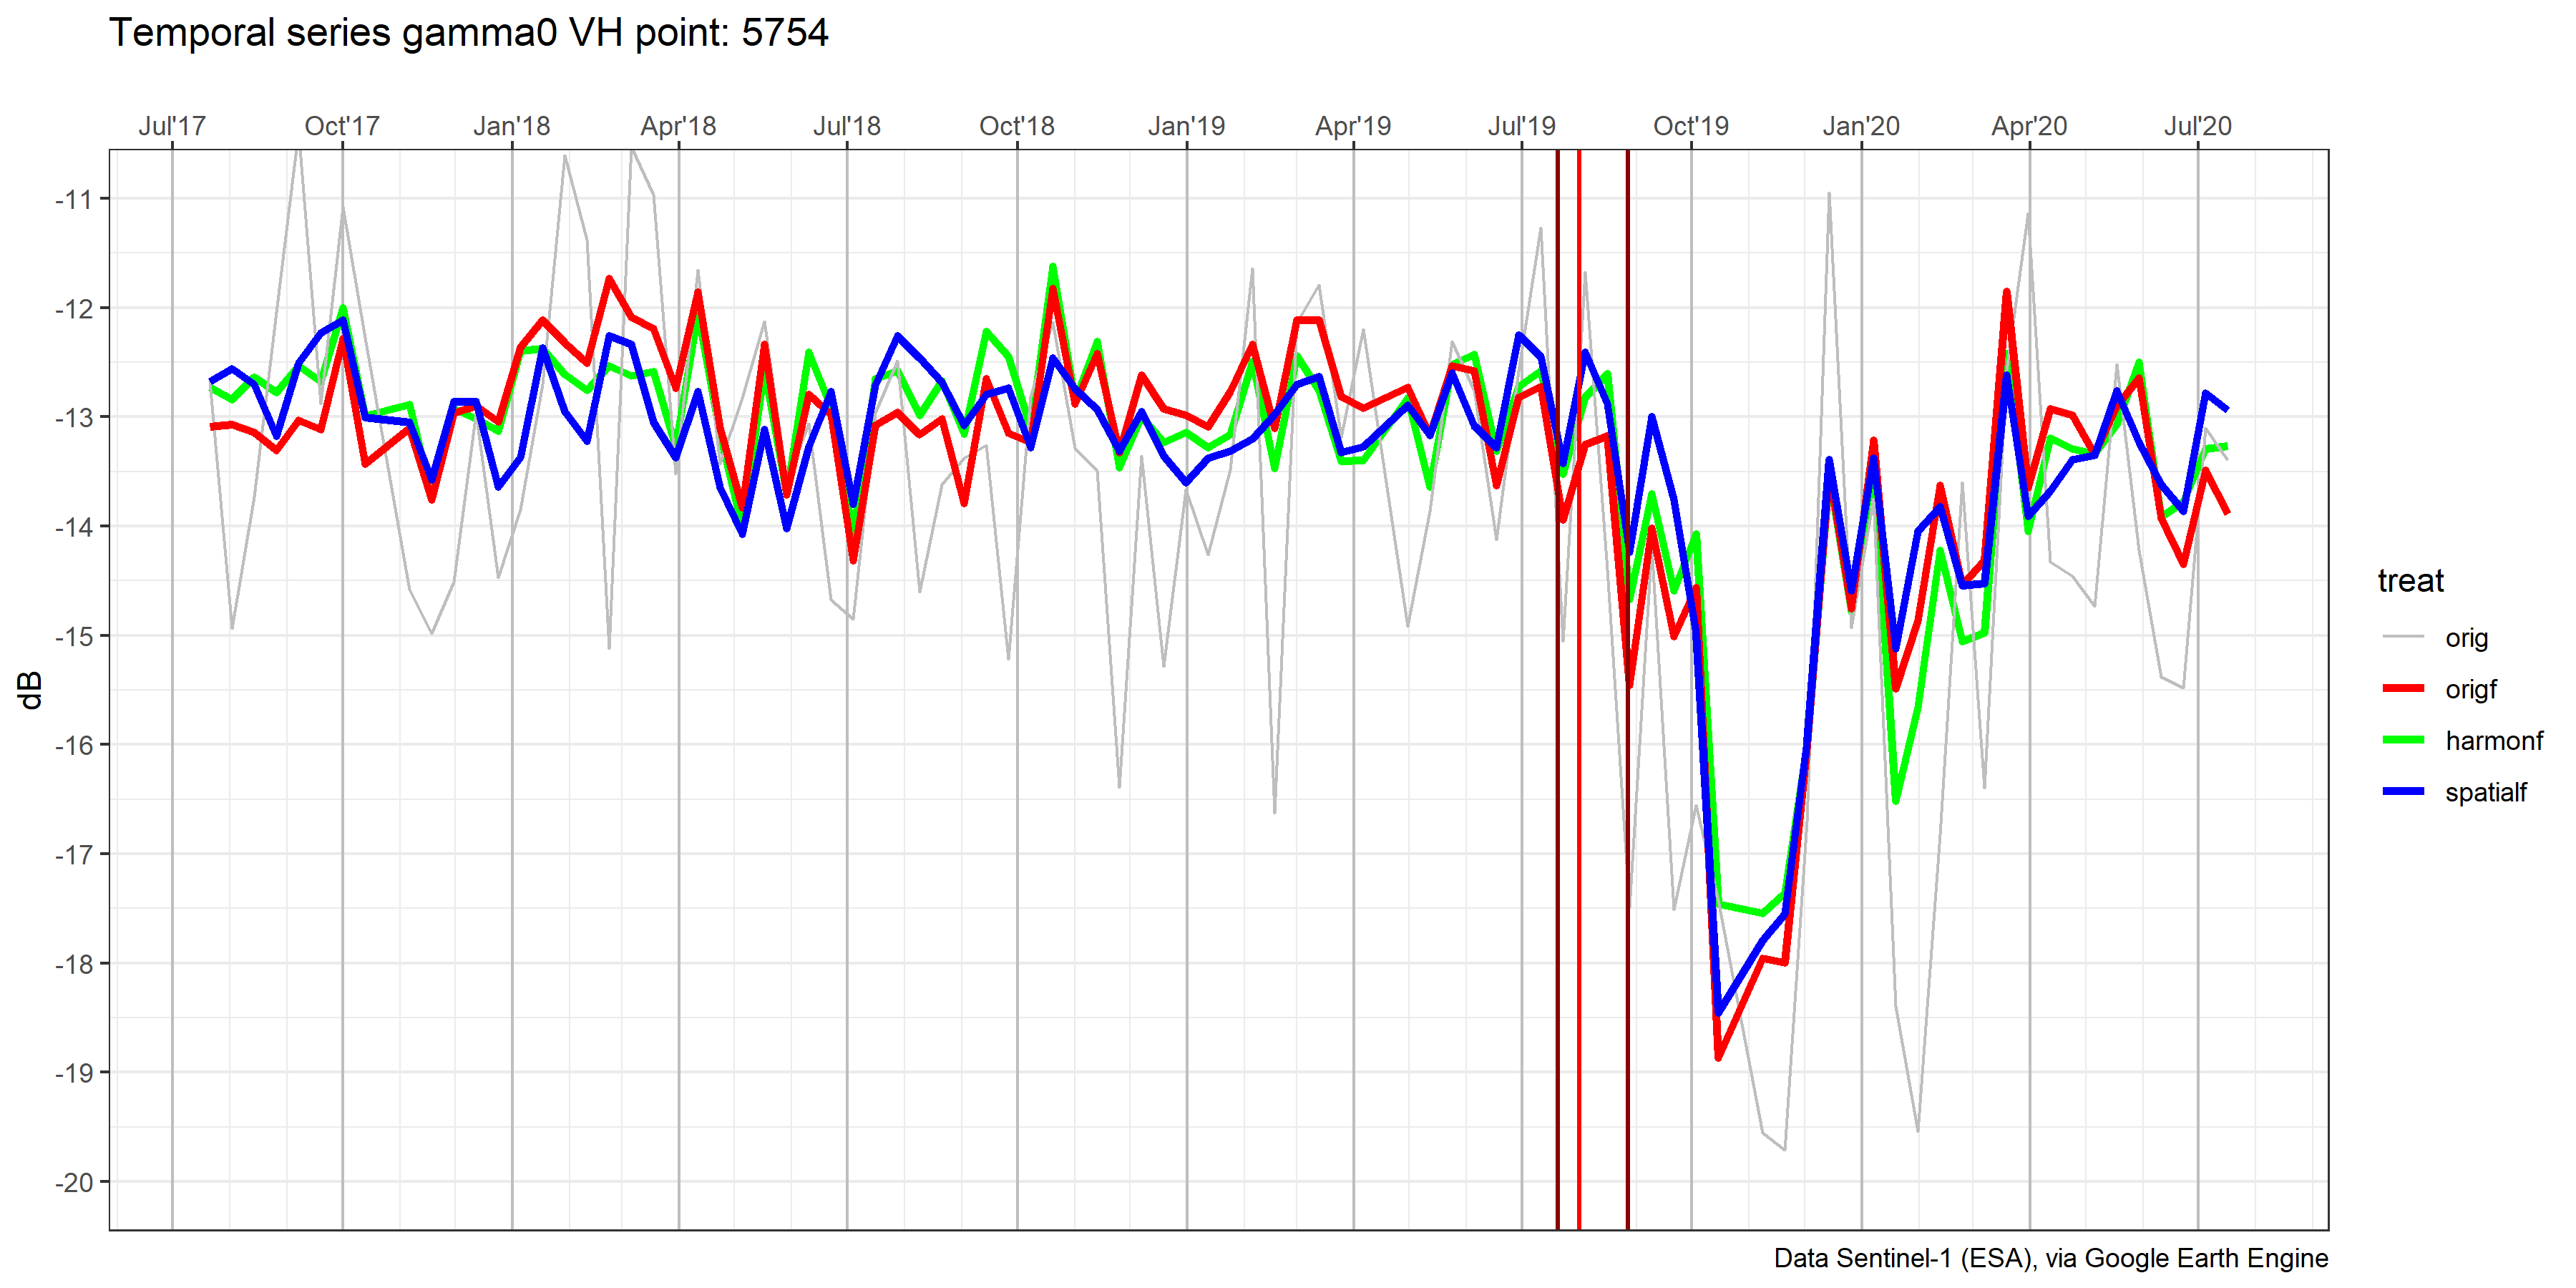 Temporal series gamma0 VH point: 5754
Jul'17 Oct'17 Jan'18 Apr'18 Jul'18 Oct'18 Jan'19 Apr'19 Jul'19 Oct'19 Jan'20 Apr'20 Jul'20
-11
-12
-13
-14
-15
-16
-17
-18
-19
-20
dB
treat
orig
origf
harmonf
spatialf
Data Sentinel-1 (ESA), via Google Earth Engine